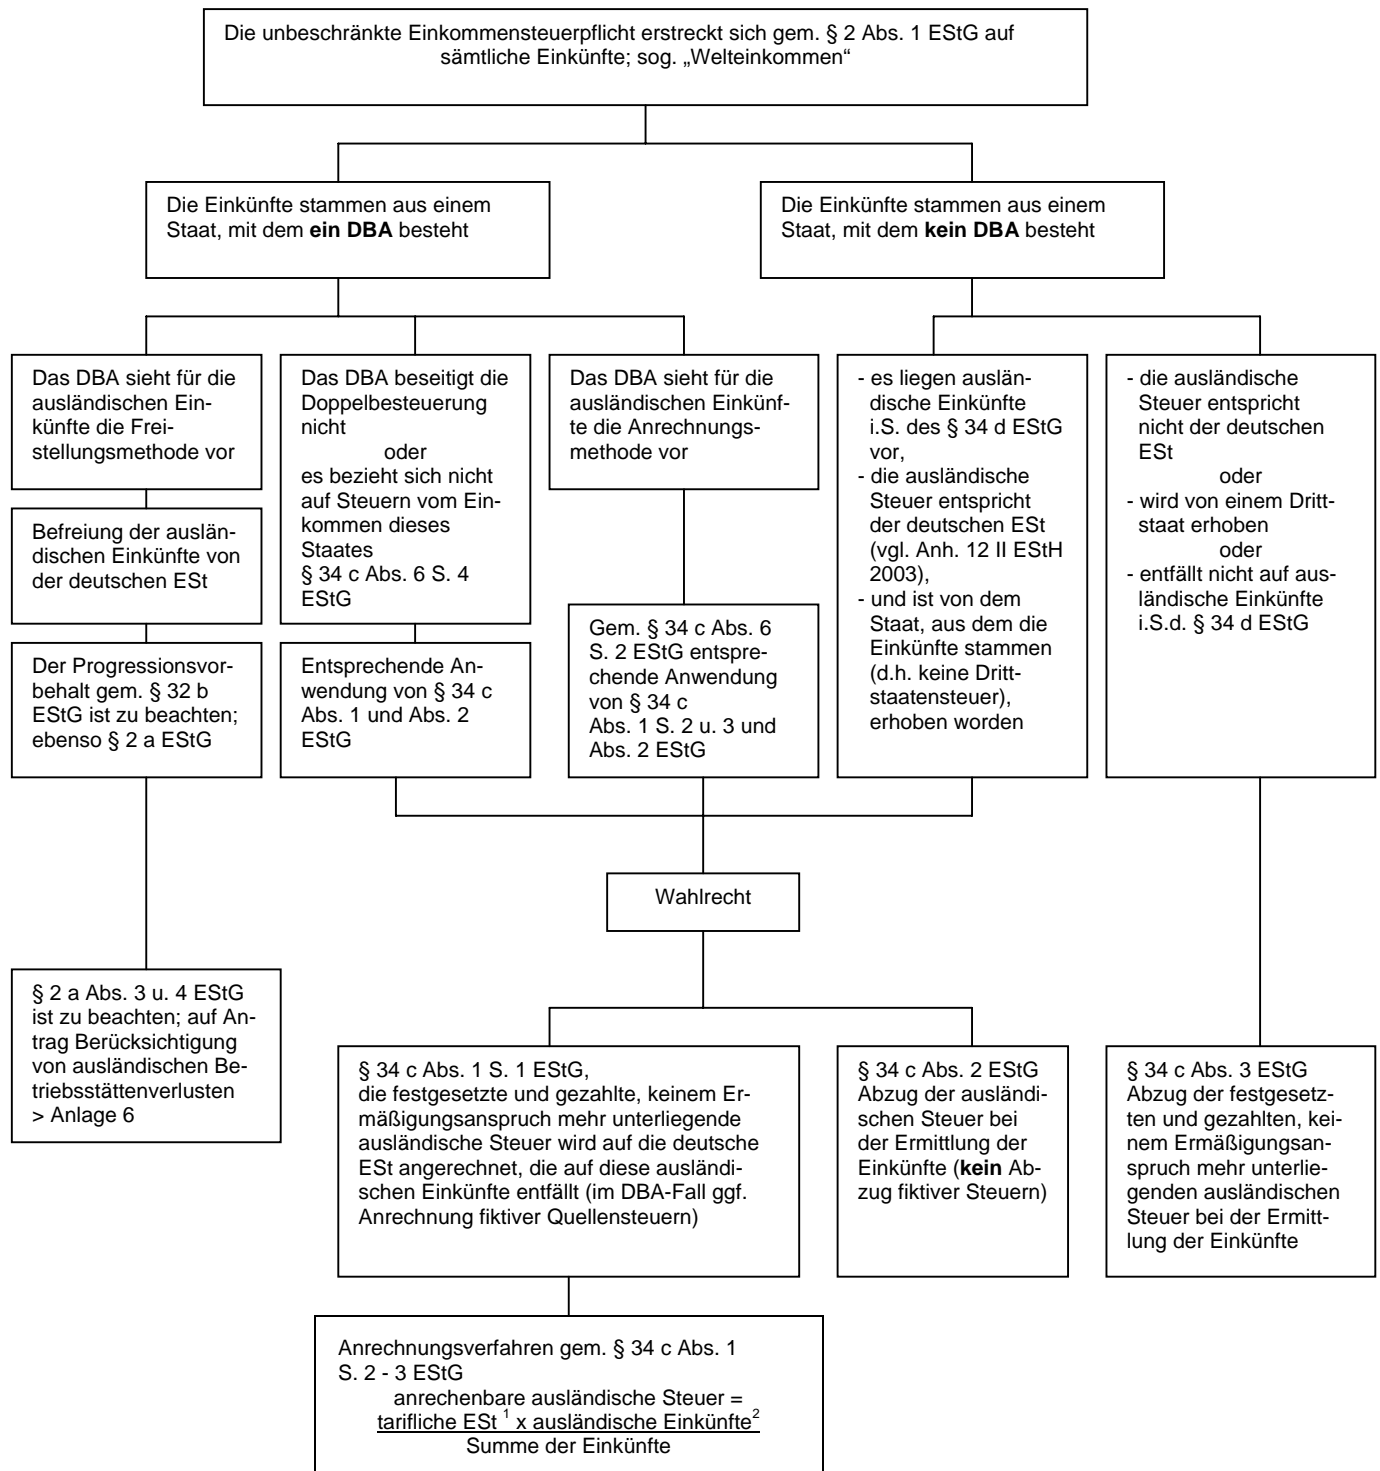 Die unbeschränkte Einkommensteuerpflicht erstreckt sich gem. § 2 Abs. 1 EStG auf
sämtliche Einkünfte; sog. „Welteinkommen“
Die Einkünfte stammen aus einem
Staat, mit dem ein DBA besteht
Die Einkünfte stammen aus einem
Staat, mit dem kein DBA besteht
Das DBA sieht für die
ausländischen Ein-
künfte die Frei-
stellungsmethode vor
Befreiung der auslän-
dischen Einkünfte von
der deutschen ESt
Der Progressionsvor-
behalt gem. § 32 b
EStG ist zu beachten;
ebenso § 2 a EStG
Das DBA beseitigt die
Doppelbesteuerung
nicht
oder
es bezieht sich nicht
auf Steuern vom Ein-
kommen dieses
Staates
§ 34 c Abs. 6 S. 4
EStG
Entsprechende An-
wendung von § 34 c
Abs. 1 und Abs. 2
EStG
Das DBA sieht für die
ausländischen Einkünf-
te die Anrechnungs-
methode vor
Gem. § 34 c Abs. 6
S. 2 EStG entspre-
chende Anwendung
von § 34 c
Abs. 1 S. 2 u. 3 und
Abs. 2 EStG
- es liegen auslän-
dische Einkünfte
i.S. des § 34 d EStG
vor,
- die ausländische
Steuer entspricht
der deutschen ESt
(vgl. Anh. 12 II EStH
2003),
- und ist von dem
Staat, aus dem die
Einkünfte stammen
(d.h. keine Dritt-
staatensteuer),
erhoben worden
- die ausländische
Steuer entspricht
nicht der deutschen
ESt
oder
- wird von einem Dritt-
staat erhoben
oder
- entfällt nicht auf aus-
ländische Einkünfte
i.S.d. § 34 d EStG
Wahlrecht
§ 2 a Abs. 3 u. 4 EStG
ist zu beachten; auf An-
trag Berücksichtigung
von ausländischen Be-
triebsstättenverlusten
> Anlage 6
§ 34 c Abs. 1 S. 1 EStG,
die festgesetzte und gezahlte, keinem Er-
mäßigungsanspruch mehr unterliegende
ausländische Steuer wird auf die deutsche
ESt angerechnet, die auf diese ausländi-
schen Einkünfte entfällt (im DBA-Fall ggf.
Anrechnung fiktiver Quellensteuern)
§ 34 c Abs. 2 EStG
Abzug der ausländi-
schen Steuer bei
der Ermittlung der
Einkünfte (kein Ab-
zug fiktiver Steuern)
§ 34 c Abs. 3 EStG
Abzug der festgesetz-
ten und gezahlten, kei-
nem Ermäßigungsan-
spruch mehr unterlie-
genden ausländischen
Steuer bei der Ermitt-
lung der Einkünfte
Anrechnungsverfahren gem. § 34 c Abs. 1
S. 2 - 3 EStG
anrechenbare ausländische Steuer =
tarifliche ESt ¹ x ausländische Einkünfte²
Summe der Einkünfte